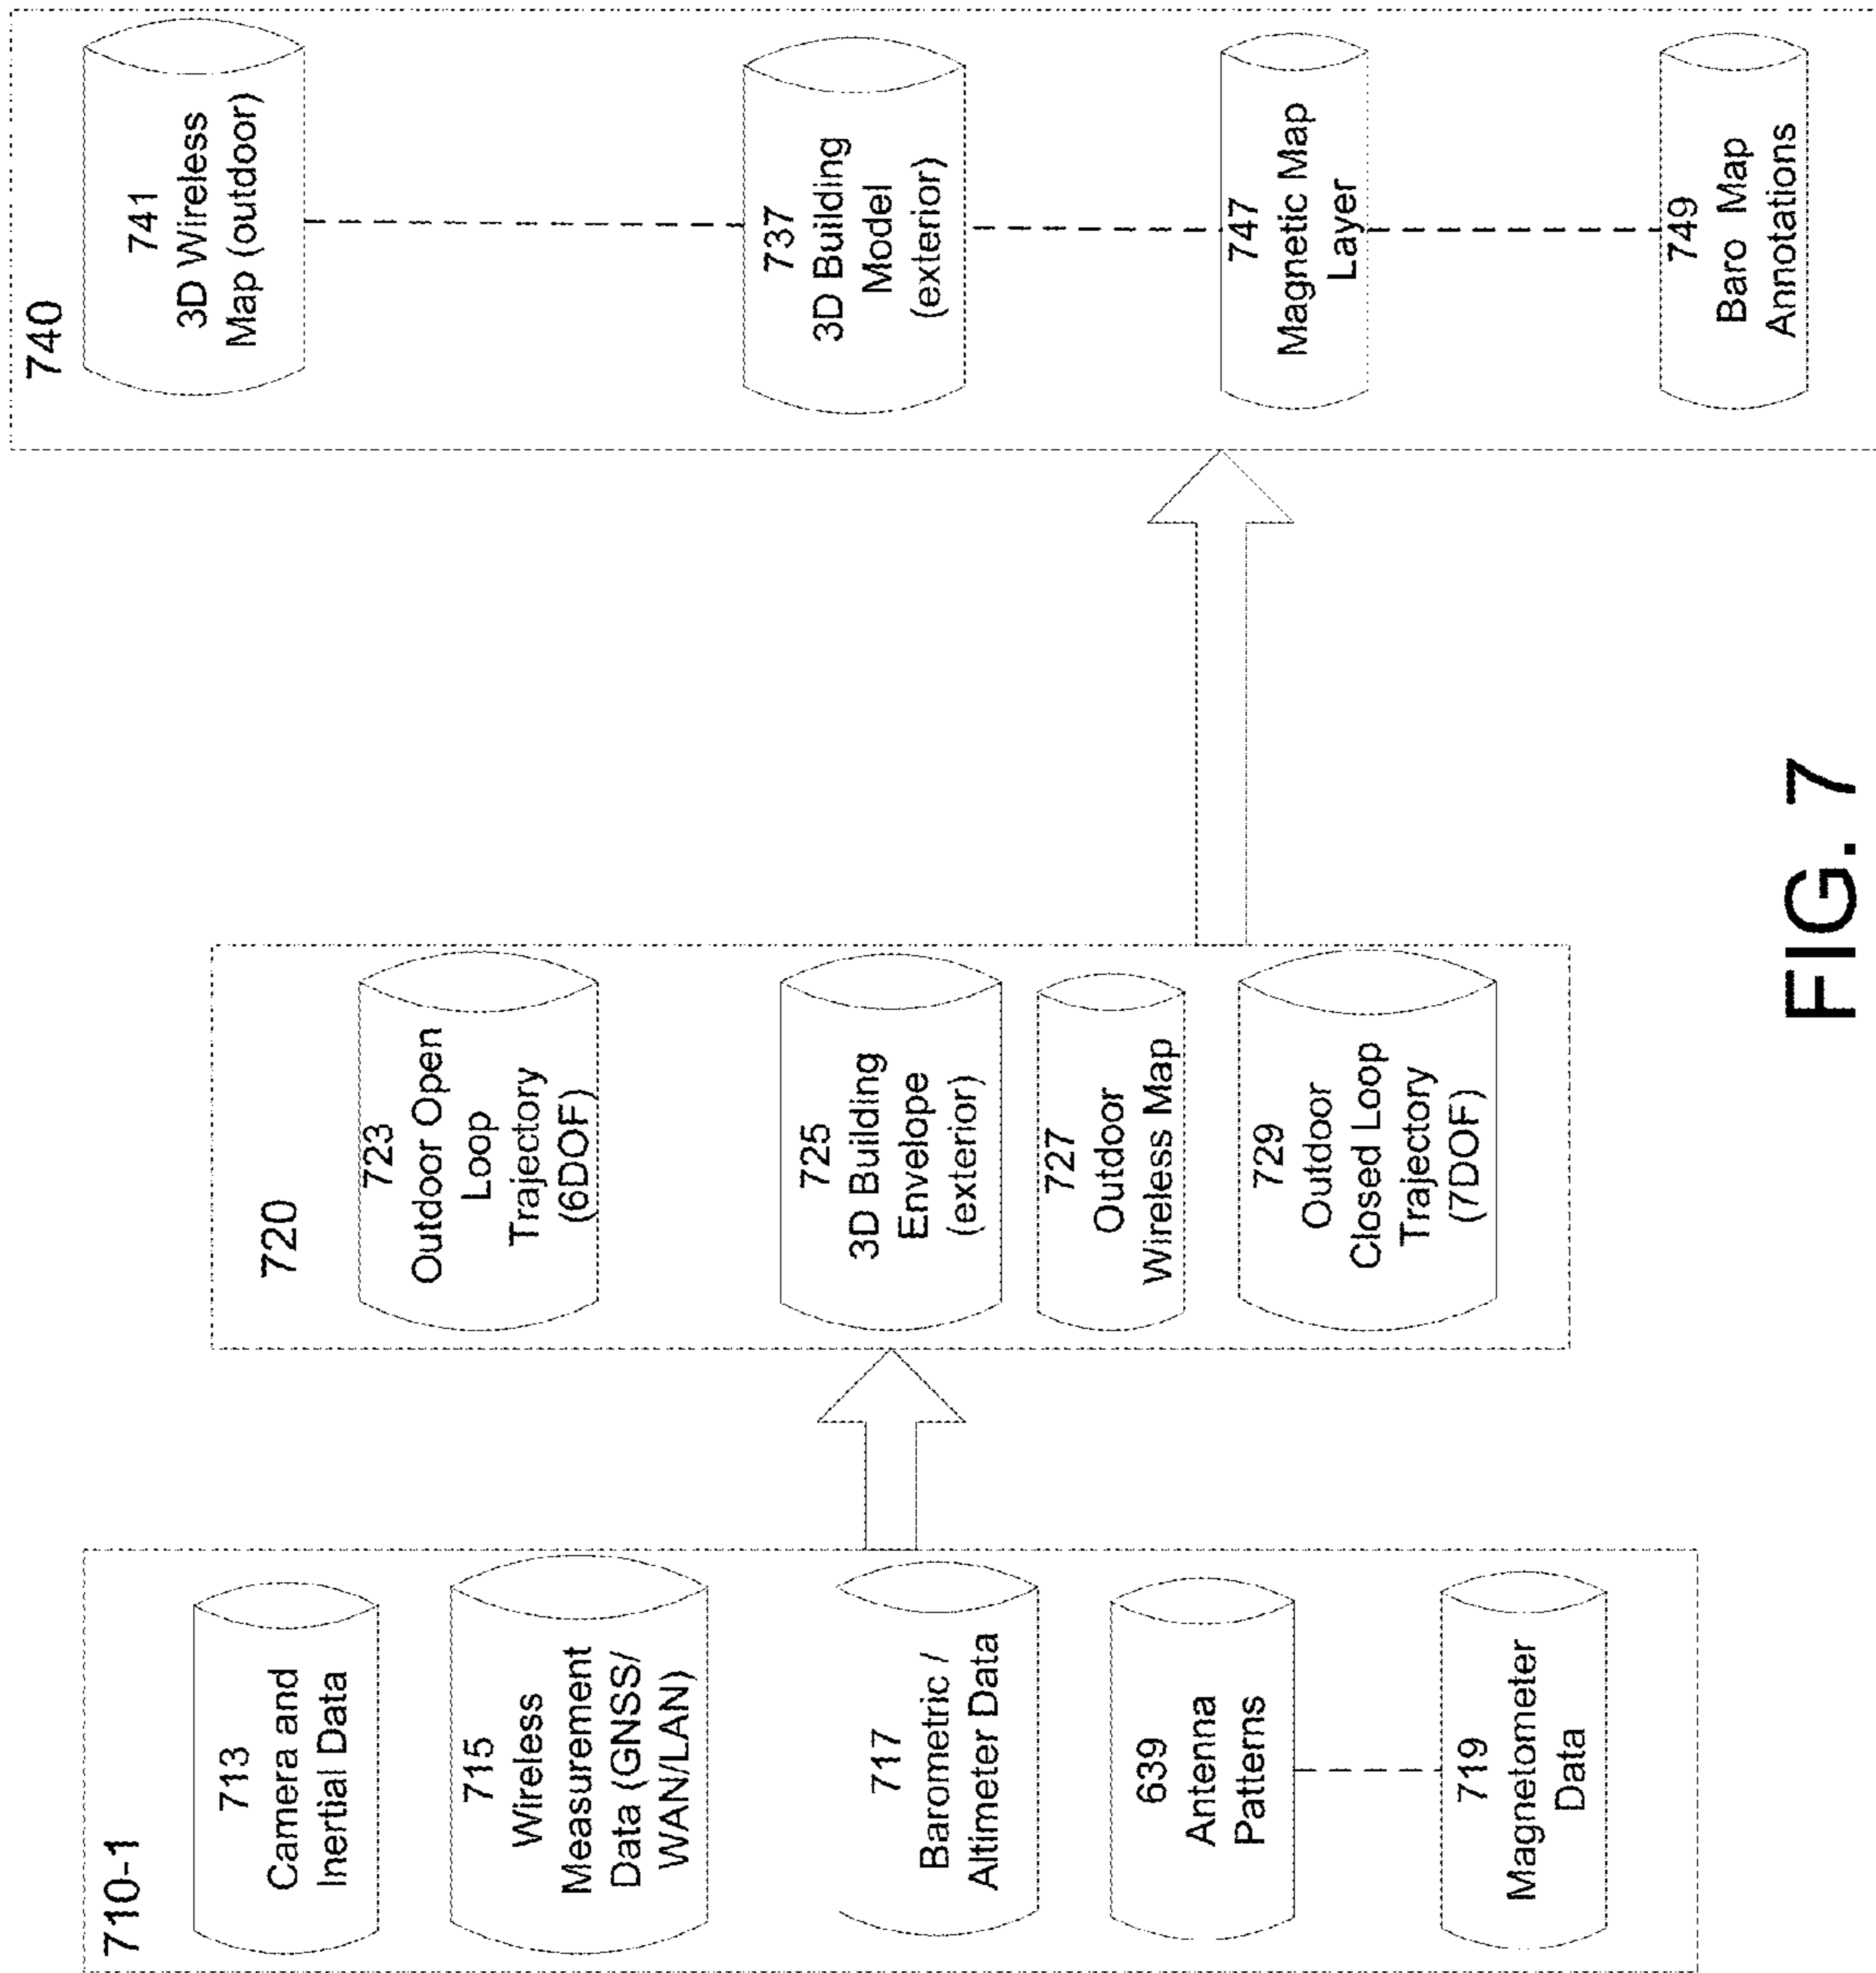 710-1
713
Camera and
Inertial Data
715
Wireless
Measurement
Data (GNSS/
WAN/LAN)
717
Barometric /
Altimeter Data
639
Antenna
Patterns
719
Magnetometer
Data
720
723
Outdoor Open
Loop
Trajectory
(6DOF)
725
3D Building
Envelope
(exterior)
727
Outdoor
Wireless Map
729
Outdoor
Closed Loop
Trajectory
(7DOF)
740
741
3D Wireless
Map (outdoor)
737
3D Building
Model
(exterior)
747
Magnetic Map
Layer
749
Baro Map
Annotations
FIG. 7